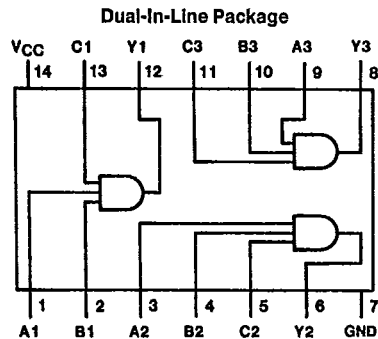 Dual-In-Line Package
VCC C1 Y1 C3 B3 A3 Y3
14 13 12 11 10 9 8
1 2 3 4 5 6 7
A1 B1 A2 B2 C2 Y2 GND